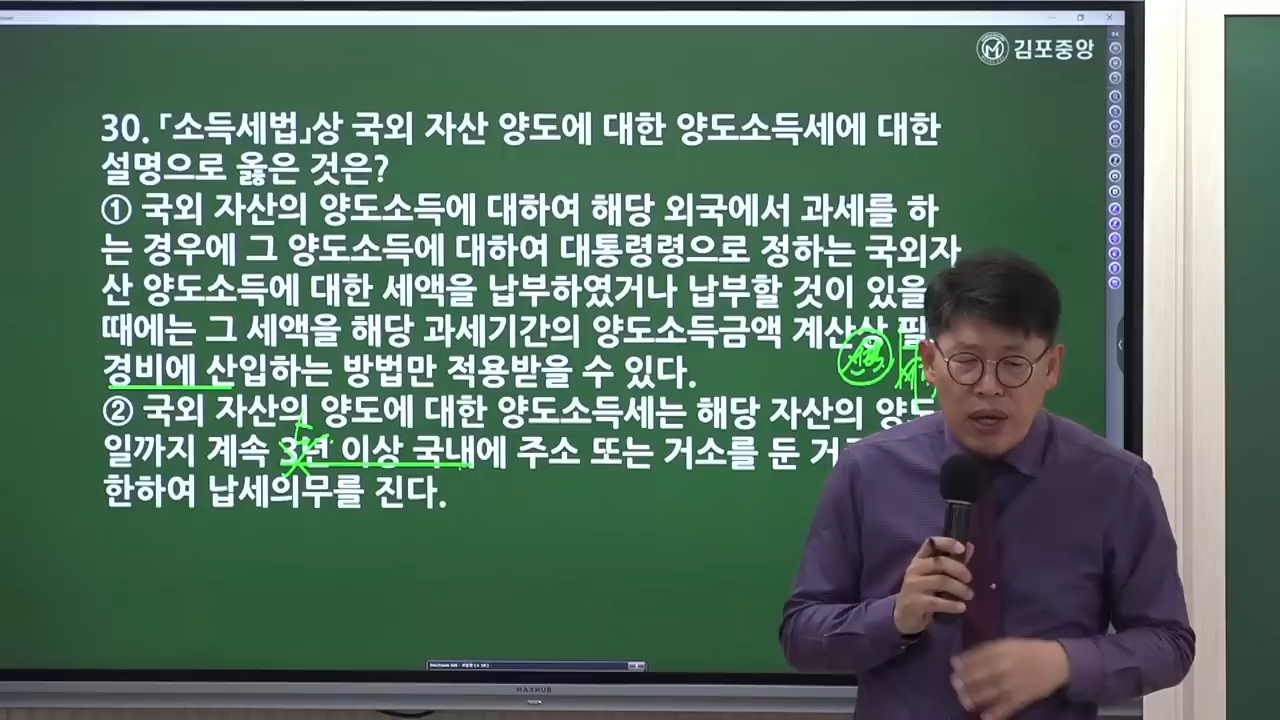 김포중앙
30. 「소득세법」상 국외 자산 양도에 대한 양도소득세에 대한
설명으로 옳은 것은?
① 국외 자산의 양도소득에 대하여 해당 외국에서 과세를 하
는 경우에 그 양도소득에 대하여 대통령령으로 정하는 국외자
산 양도소득에 대한 세액을 납부하였거나 납부할 것이 있을
때에는 그 세액을 해당 과세기간의 양도소득금액 계산상
경비에 산입하는 방법만 적용받을 수 있다.
② 국외 자산의 양도에 대한 양도소득세는 해당 자산의
일까지 계속 3년 이상 국내에 주소 또는 거소를 둔
한하여 납세의무를 진다.
MAXHUB